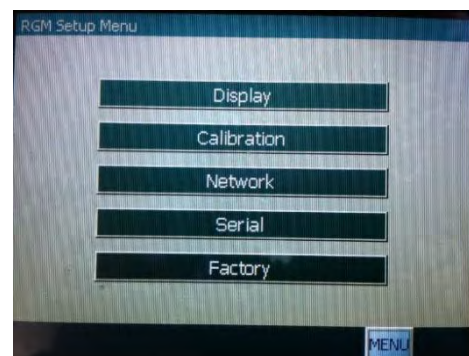 RGM Setup Menu
Display
Calibration
Network
Serial
Factory
MENU